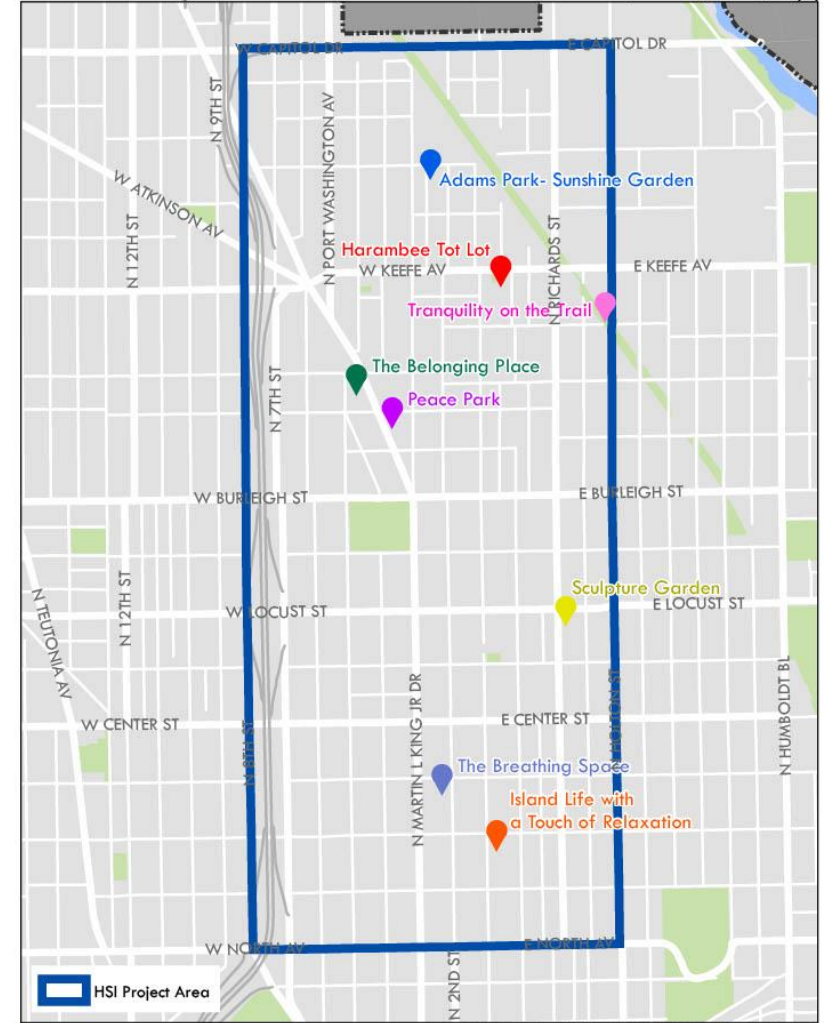 W CAPITOL DR
E CAPITOL DR
N 9TH ST
N PORT WASHINGTON AV
W ATKINSON AV
Adams Park- Sunshine Garden
N 12TH ST
Harambee Tot Lot
N RICHARDS ST
W KEEFE AV
E KEEFE AV
Tranquility on the Trail
The Belonging Place
N 7TH ST
Peace Park
W BURLEIGH ST
E BURLEIGH ST
Sculpture Garden
N 12TH ST
N TEUTONIA AV
W LOCUST ST
E LOCUST ST
N MARTIN L KING JR DR
N HOLTON ST
N HUMBOLDT BL
W CENTER ST
E CENTER ST
N 8TH ST
The Breathing Space
Island Life with
a Touch of Relaxation
W NORTH AV
E NORTH AV
N 2ND ST
HSI Project Area